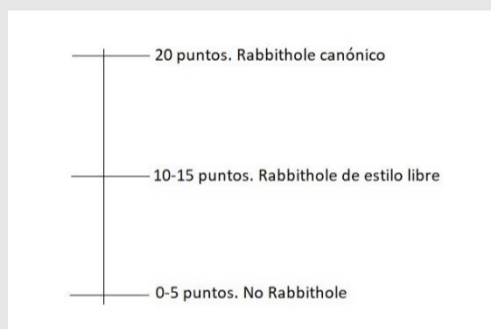 20 puntos. Rabbithole canónico
10-15 puntos. Rabbithole de estilo libre
0-5 puntos. No Rabbithole